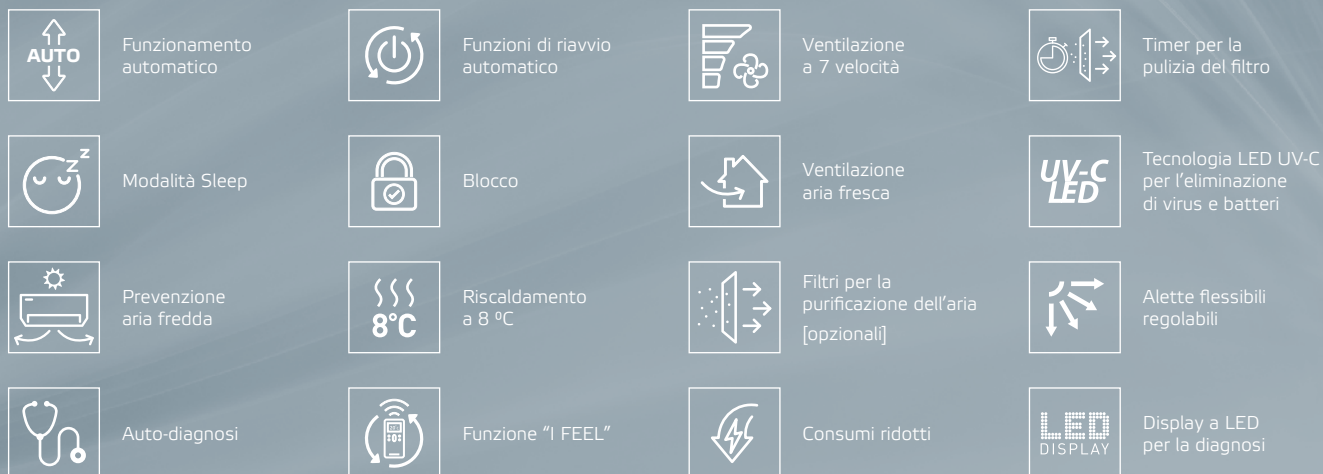 AUTO
Funzionamento
automatico
Funzioni di riavvio
automatico
Ventilazione
a 7 velocità
Timer per la
pulizia del filtro
z z
Modalità Sleep
Blocco
Ventilazione
aria fresca
UV-C
LED
Tecnologia LED UV-C
per l'eliminazione
di virus e batteri
Prevenzione
aria fredda
8°C
Riscaldamento
a 8 ºC
Filtri per la
purificazione dell'aria
[opzionali]
Alette flessibili
regolabili
Auto-diagnosi
Funzione “I FEEL”
Consumi ridotti
LED
DISPLAY
Display a LED
per la diagnosi